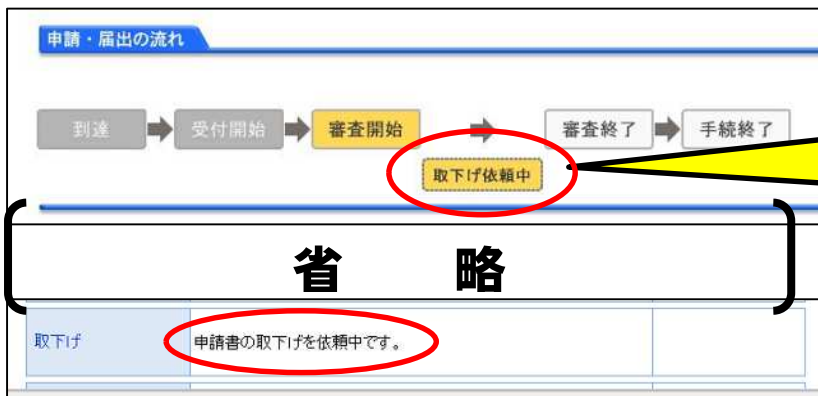 申請・届出の流れ
到達 受付開始 審査開始 審査終了 手続終了
取下げ依頼中
省 略
取下げ 申請書の取下げを依頼中です。